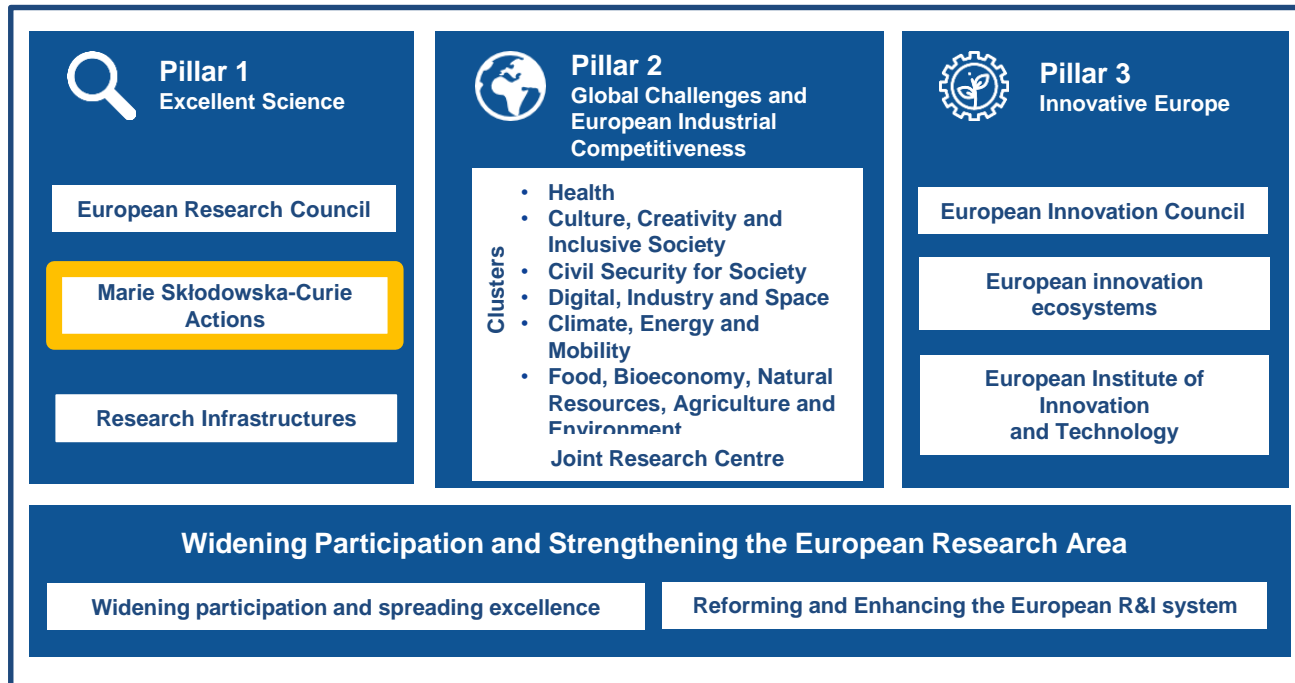 Pillar 1
Excellent Science
European Research Council
Marie Skłodowska-Curie
Actions
Research Infrastructures
Pillar 2
Global Challenges and
European Industrial
Competitiveness
Clusters
• Health
• Culture, Creativity and
Inclusive Society
• Civil Security for Society
• Digital, Industry and Space
• Climate, Energy and
Mobility
• Food, Bioeconomy, Natural
Resources, Agriculture and
Environment
Joint Research Centre
Pillar 3
Innovative Europe
European Innovation Council
European innovation
ecosystems
European Institute of
Innovation
and Technology
Widening Participation and Strengthening the European Research Area
Widening participation and spreading excellence
Reforming and Enhancing the European R&I system